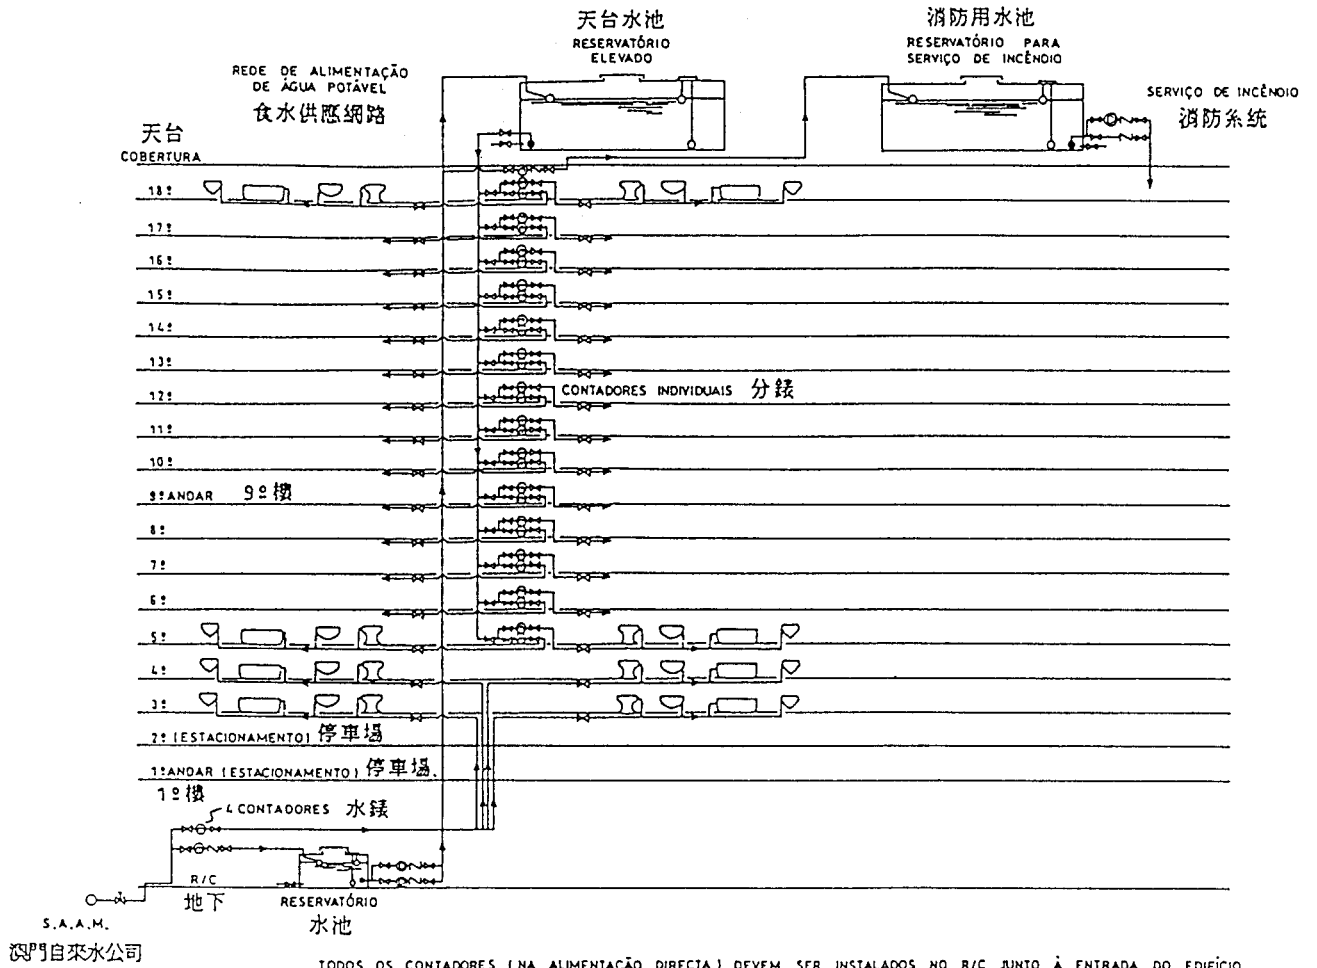 天台水池
RESERVATÓRIO
ELEVADO
消防用水池
RESERVATÓRIO PARA
SERVIÇO DE INCÊNDIO
REDE DE ALIMENTAÇÃO
DE ÁGUA POTÁVEL
食水供應網路
SERVIÇO DE INCÊNDIO
消防系統
天台
COBERTURA
18º
17º
16º
15º
14º
13º
12º
CONTADORES INDIVIDUAIS 分錶
11º
10º
9º ANDAR 9º樓
8º
7º
6º
5º
4º
3º
2º (ESTACIONAMENTO) 停車場
1º ANDAR (ESTACIONAMENTO) 停車場
1º樓
4 CONTADORES 水錶
R/C
地下
RESERVATÓRIO
水池
S.A.A.M.
澳門自來水公司
TODOS OS CONTADORES (NA ALIMENTAÇÃO DIRECTA) DEVEM SER INSTALADOS NO R/C JUNTO À ENTRADA DO EDIFÍCIO